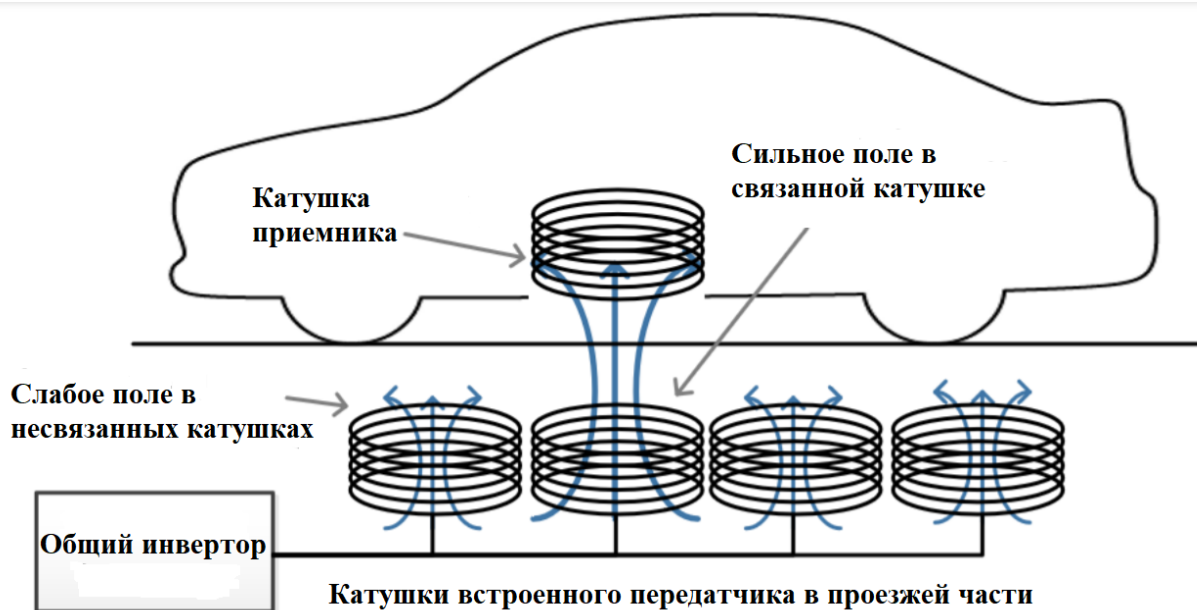 Сильное поле в
связанной катушке
Катушка
приемника
Слабое поле в
несвязанных катушках
Общий инвертор
Катушки встроенного передатчика в проезжей части